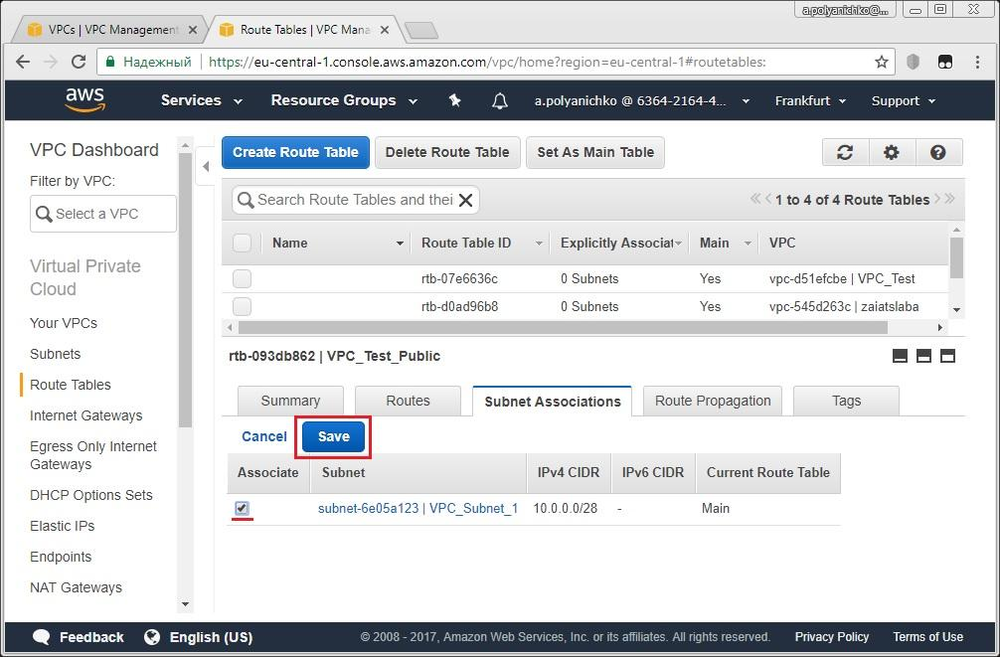 a.polyanichko@...
VPCs | VPC Management
Route Tables | VPC Mana
Надежный | https://eu-central-1.console.aws.amazon.com/vpc/home?region=eu-central-1#routetables:
aws Services Resource Groups a.polyanichko @ 6364-2164-4... Frankfurt Support
VPC Dashboard
Filter by VPC:
Select a VPC
Virtual Private
Cloud
Your VPCs
Subnets
Route Tables
Internet Gateways
Egress Only Internet
Gateways
DHCP Options Sets
Elastic IPs
Endpoints
NAT Gateways
Create Route Table Delete Route Table Set As Main Table
Search Route Tables and thei 1 to 4 of 4 Route Tables
Name Route Table ID Explicitly Associat Main VPC
rtb-07e6636c 0 Subnets Yes vpc-d51efcbe | VPC_Test
rtb-d0ad96b8 0 Subnets Yes vpc-545d263c | zaiatslaba
rtb-093db862 | VPC_Test_Public
Summary Routes Subnet Associations Route Propagation Tags
Cancel Save
Associate Subnet IPv4 CIDR IPv6 CIDR Current Route Table
subnet-6e05a123 | VPC_Subnet_1 10.0.0.0/28 - Main
Feedback English (US) © 2008 - 2017, Amazon Web Services, Inc. or its affiliates. All rights reserved. Privacy Policy Terms of Use